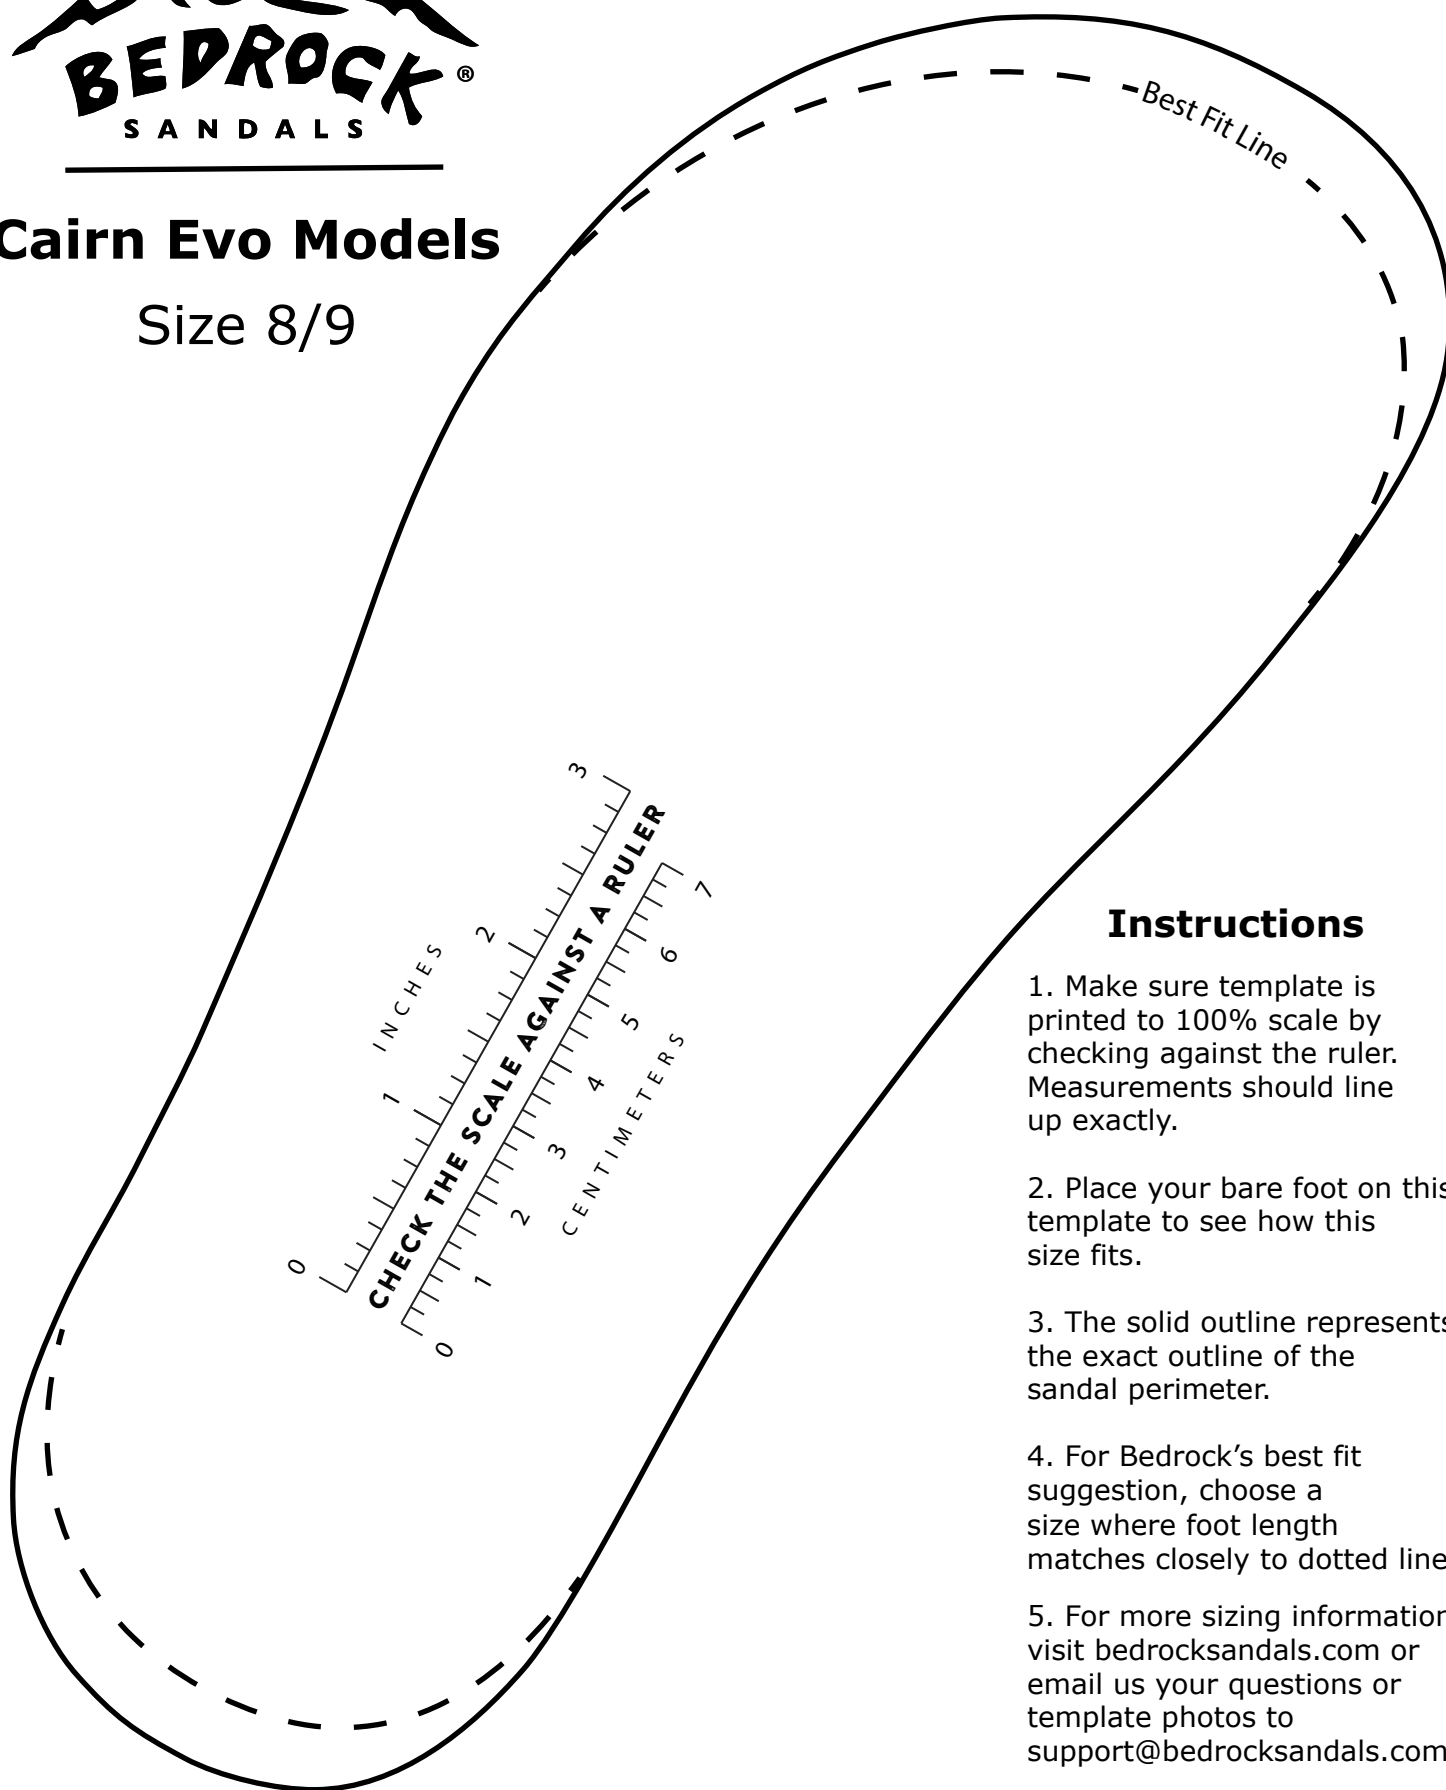 BEDROCK®
SANDALS
Cairn Evo Models
Size 8/9
Best Fit Line
3
2
1
0
INCHES
CHECK THE SCALE AGAINST A RULER
7
6
5
4
3
2
1
0
CENTIMETERS
Instructions
1. Make sure template is
printed to 100% scale by
checking against the ruler.
Measurements should line
up exactly.
2. Place your bare foot on this
template to see how this
size fits.
3. The solid outline represents
the exact outline of the
sandal perimeter.
4. For Bedrock’s best fit
suggestion, choose a
size where foot length
matches closely to dotted line
5. For more sizing information
visit bedrocksandals.com or
email us your questions or
template photos to
support@bedrocksandals.com